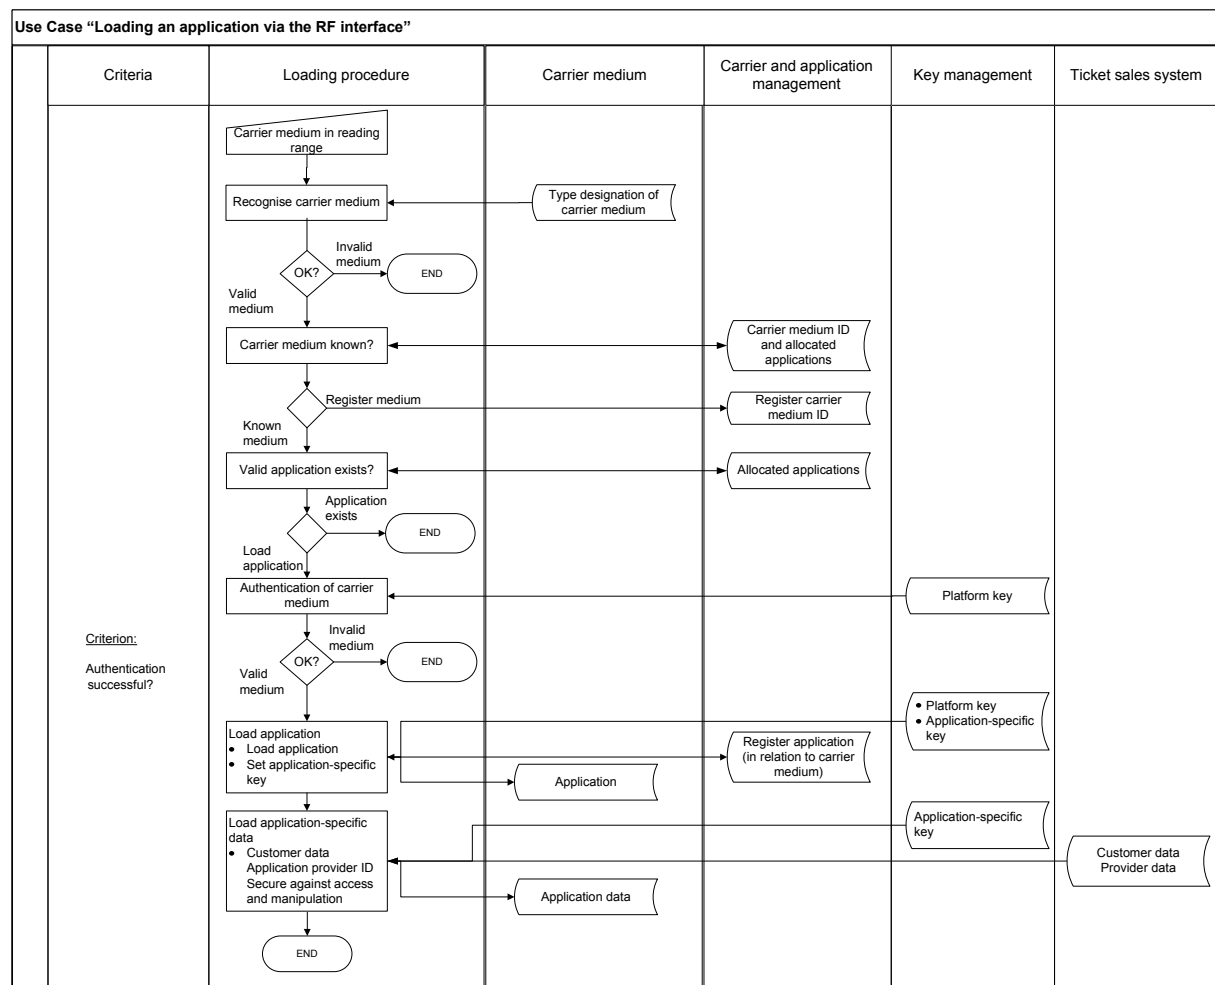 Use Case “Loading an application via the RF interface”
Criteria
Loading procedure
Carrier medium
Carrier and application
management
Key management
Ticket sales system
Carrier medium in reading
range
Recognise carrier medium
Type designation of
carrier medium
OK?
Invalid
medium
END
Valid
medium
Carrier medium known?
Carrier medium ID
and allocated
applications
Register medium
Register carrier
medium ID
Known
medium
Valid application exists?
Allocated applications
Application
exists
END
Load
application
Authentication of carrier
medium
Platform key
Criterion:
Authentication
successful?
OK?
Invalid
medium
END
Valid
medium
• Platform key
• Application-specific
key
Load application
• Load application
• Set application-specific
key
Register application
(in relation to carrier
medium)
Application
Load application-specific
data
• Customer data
Application provider ID
Secure against access
and manipulation
Application-specific
key
Customer data
Provider data
Application data
END